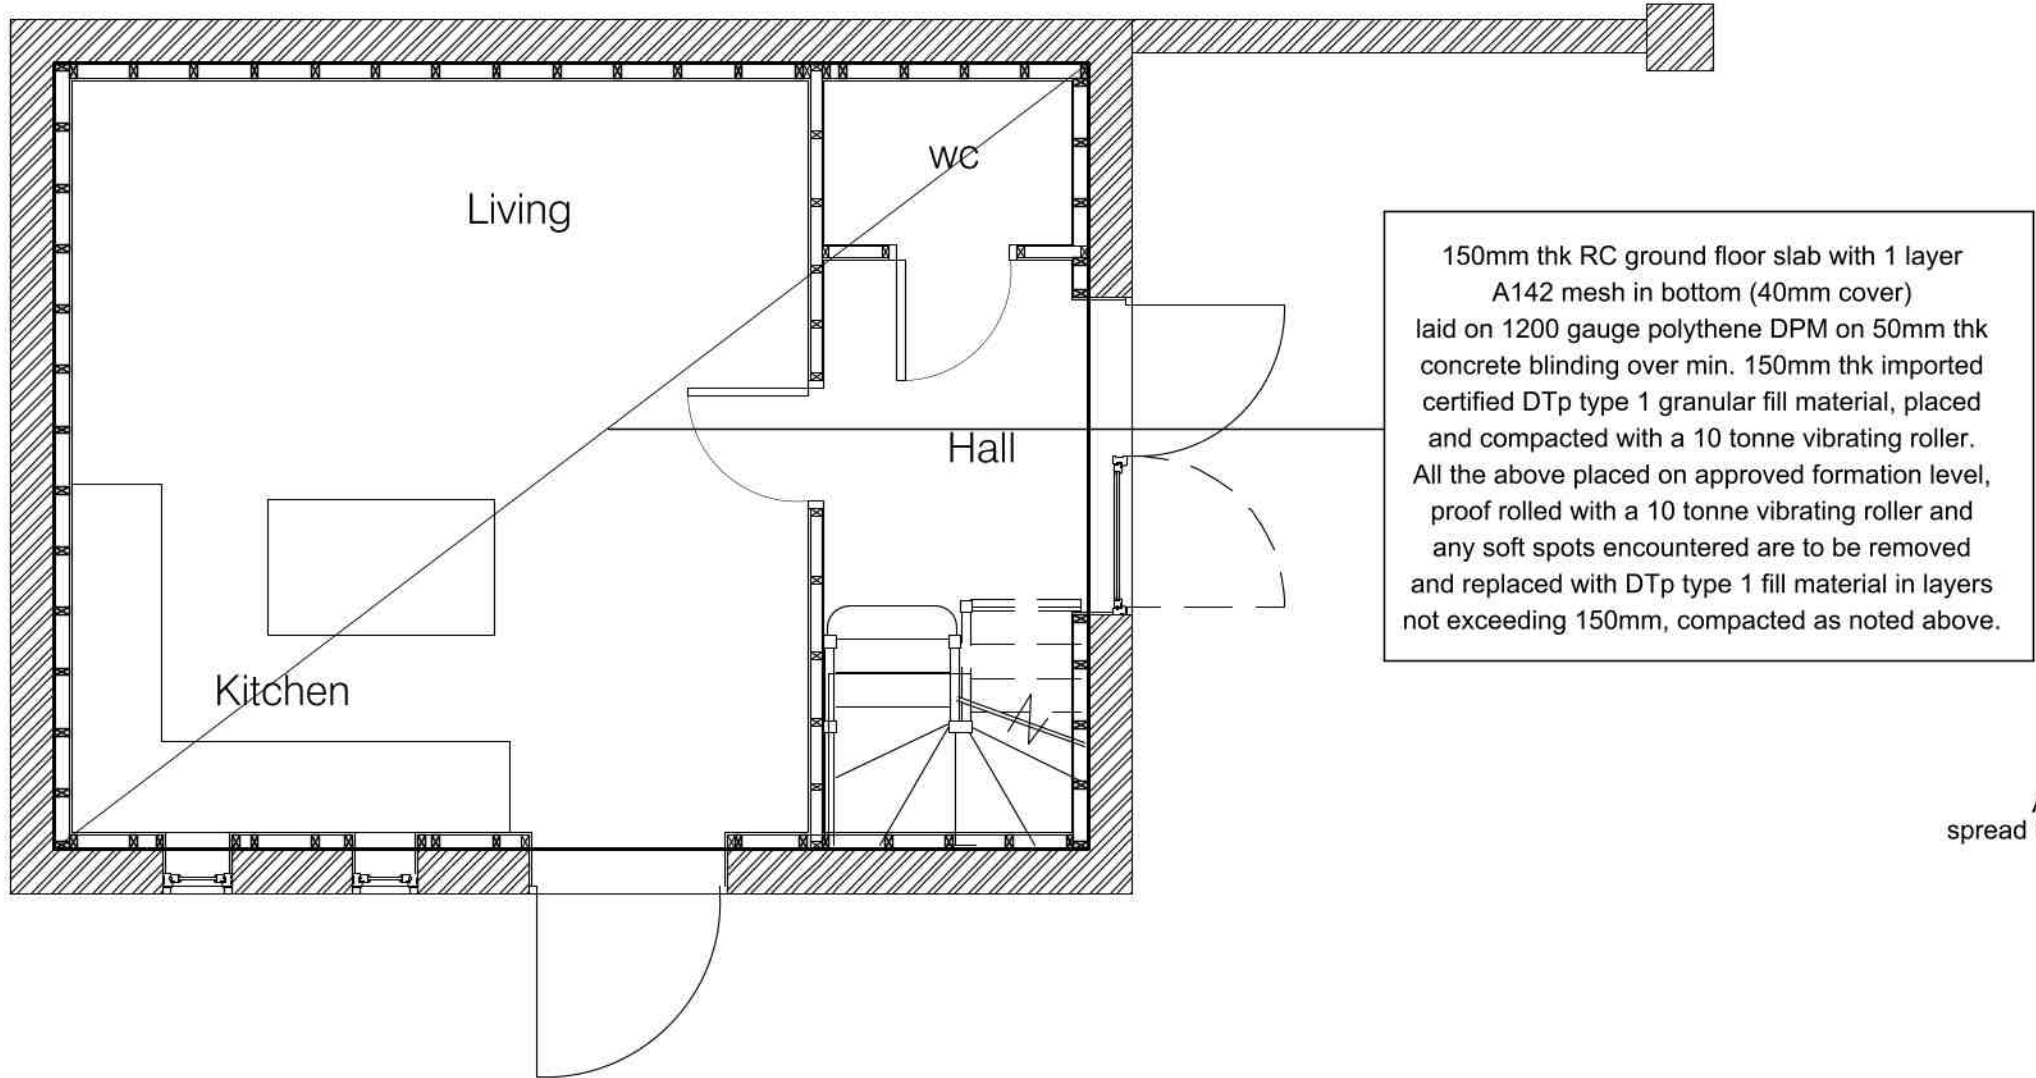 Living
wc
Hall
Kitchen
150mm thk RC ground floor slab with 1 layer
A142 mesh in bottom (40mm cover)
laid on 1200 gauge polythene DPM on 50mm thk
concrete blinding over min. 150mm thk imported
certified DTp type 1 granular fill material, placed
and compacted with a 10 tonne vibrating roller.
All the above placed on approved formation level,
proof rolled with a 10 tonne vibrating roller and
any soft spots encountered are to be removed
and replaced with DTp type 1 fill material in layers
not exceeding 150mm, compacted as noted above.
spread